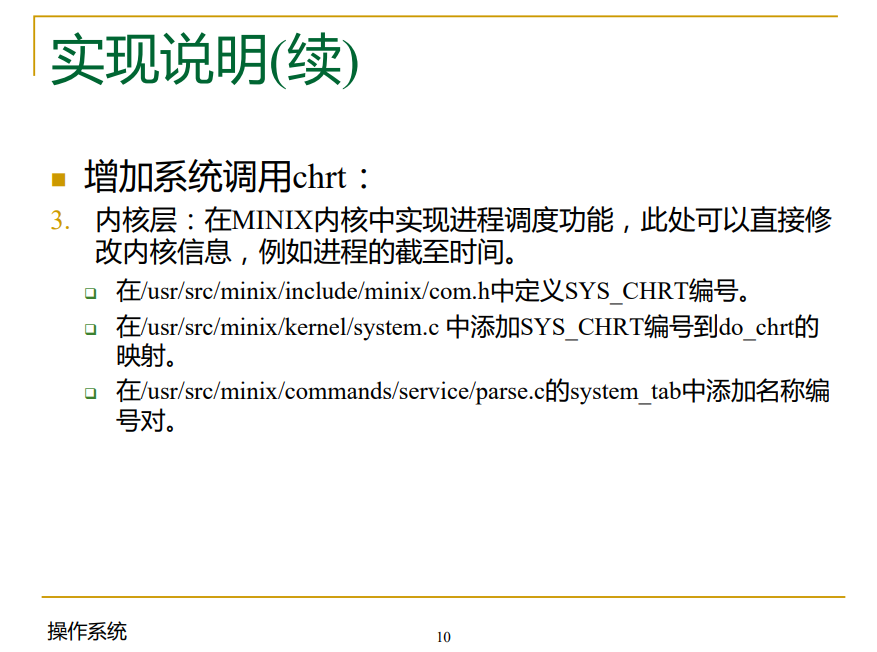 实现说明(续)
增加系统调用chrt：
3. 内核层：在MINIX内核中实现进程调度功能，此处可以直接修
改内核信息，例如进程的截至时间。
在/usr/src/minix/include/minix/com.h中定义SYS_CHRT编号。
在/usr/src/minix/kernel/system.c 中添加SYS_CHRT编号到do_chrt的
映射。
在/usr/src/minix/commands/service/parse.c的system_tab中添加名称编
号对。
操作系统
10